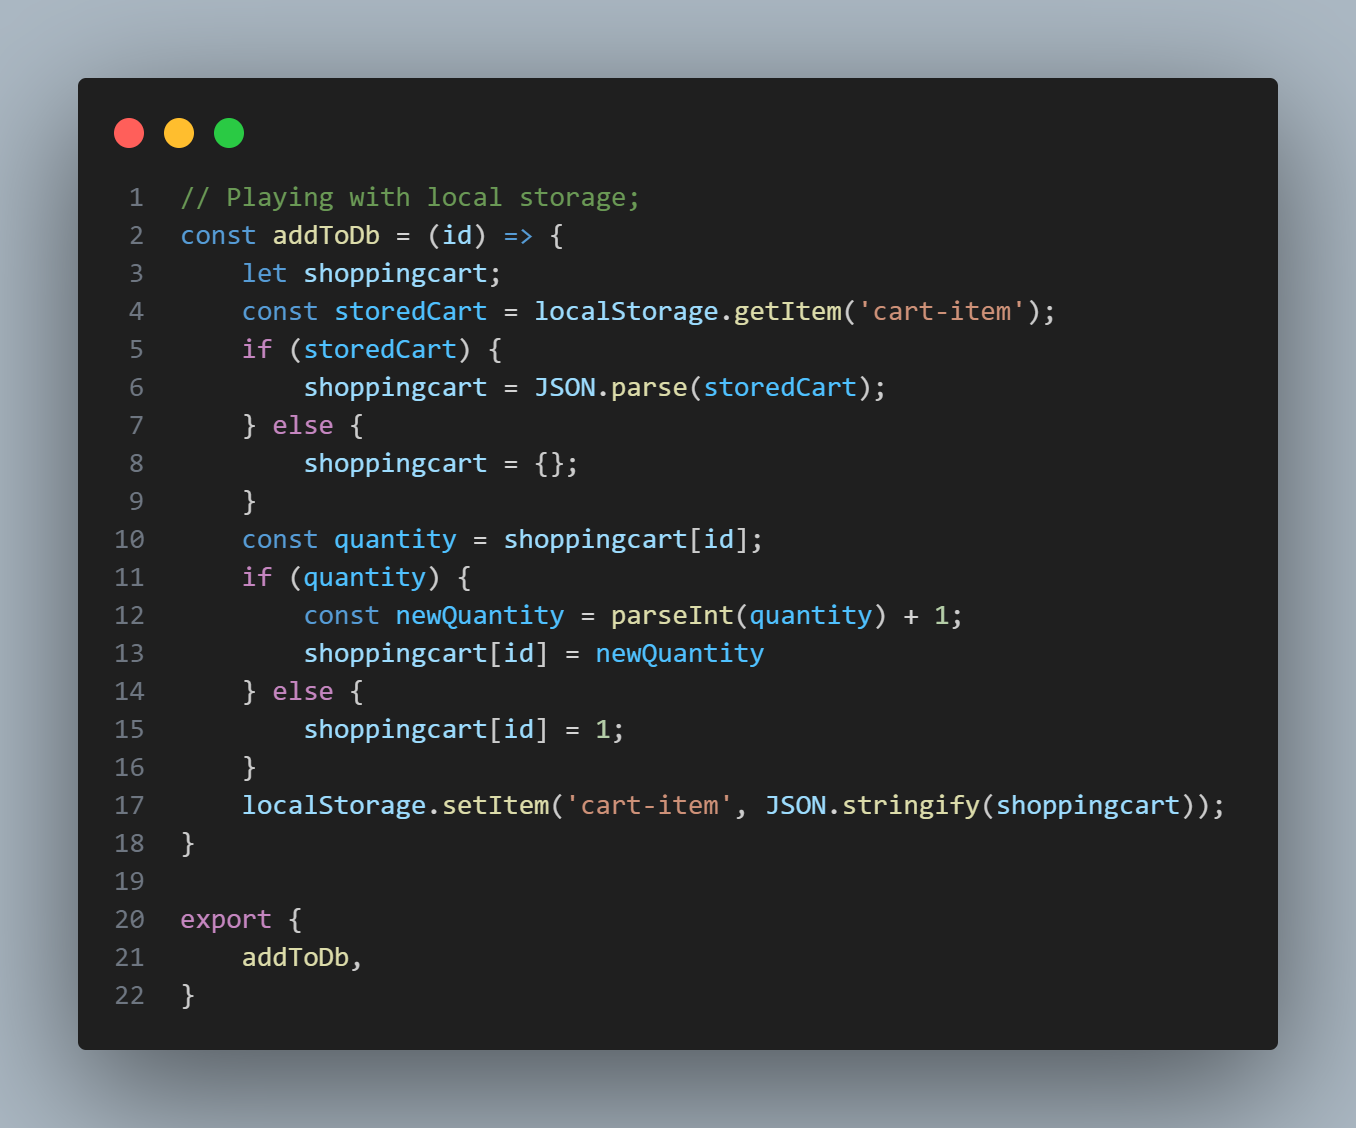 1 // Playing with local storage;
2 const addToDb = (id) => {
3     let shoppingcart;
4     const storedCart = localStorage.getItem('cart-item');
5     if (storedCart) {
6         shoppingcart = JSON.parse(storedCart);
7     } else {
8         shoppingcart = {};
9     }
10     const quantity = shoppingcart[id];
11     if (quantity) {
12         const newQuantity = parseInt(quantity) + 1;
13         shoppingcart[id] = newQuantity
14     } else {
15         shoppingcart[id] = 1;
16     }
17     localStorage.setItem('cart-item', JSON.stringify(shoppingcart));
18 }
19
20 export {
21     addToDb,
22 }